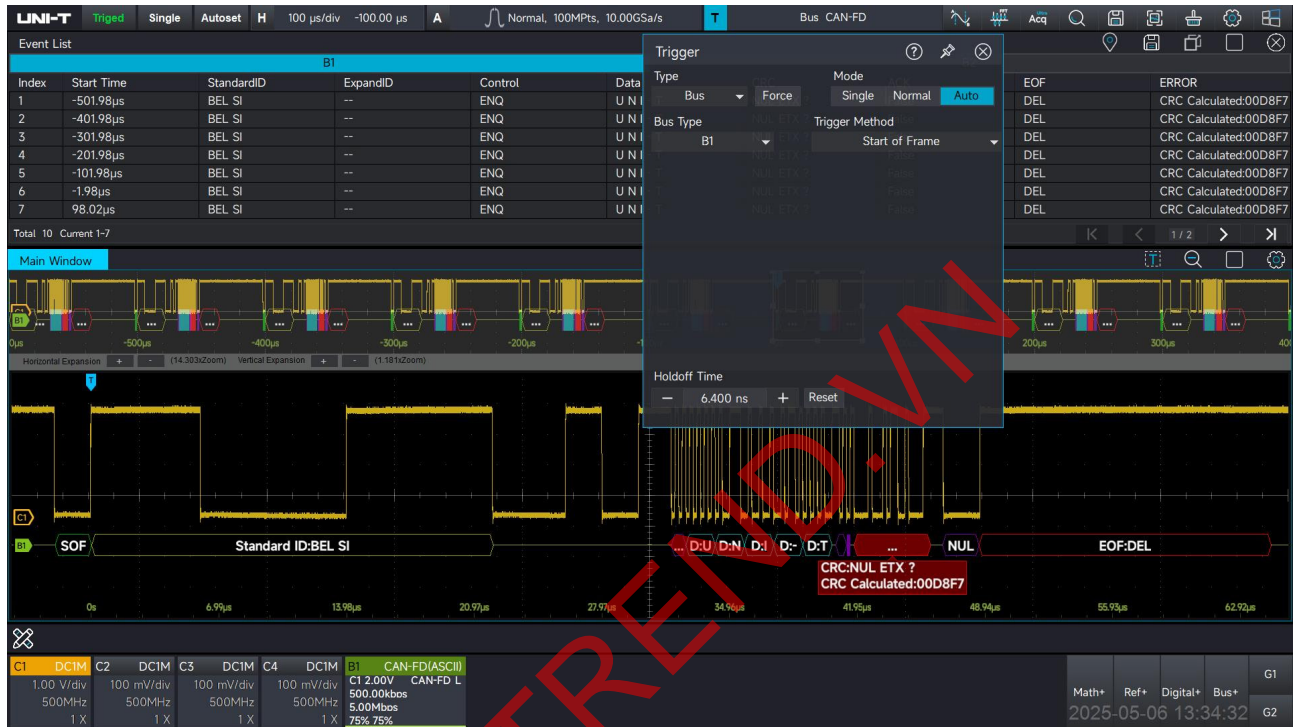 UNI-T Triged Single Autoset H 100 μs/div -100.00 μs A Normal, 100MPts, 10.00GSa/s T Bus CAN-FD Ultra Acq
Event List
B1
Index Start Time StandardID ExpandID Control Data EOF ERROR
1 -501.98μs BEL SI -- ENQ U N I DEL CRC Calculated:00D8F7
2 -401.98μs BEL SI -- ENQ U N I DEL CRC Calculated:00D8F7
3 -301.98μs BEL SI -- ENQ U N I DEL CRC Calculated:00D8F7
4 -201.98μs BEL SI -- ENQ U N I DEL CRC Calculated:00D8F7
5 -101.98μs BEL SI -- ENQ U N I DEL CRC Calculated:00D8F7
6 -1.98μs BEL SI -- ENQ U N I DEL CRC Calculated:00D8F7
7 98.02μs BEL SI -- ENQ U N I DEL CRC Calculated:00D8F7
Total 10 Current 1-7 1 / 2
Trigger
Type Mode
Bus Force Single Normal Auto
Bus Type Trigger Method
B1 Start of Frame
Holdoff Time
- 6.400 ns + Reset
Main Window
T
C1
B1 ... ... ... ... ... ... ... ... ... ... ... ...
0μs -500μs -400μs -300μs -200μs 200μs 300μs
Horizontal Expansion + - (14.303xZoom) Vertical Expansion + - (1.181xZoom)
T
C1
B1 SOF Standard ID:BEL SI ... D:U D:N D:I D:- D:T ... NUL EOF:DEL
CRC:NUL ETX ?
CRC Calculated:00D8F7
0s 6.99μs 13.98μs 20.97μs 27.97μs 34.96μs 41.95μs 48.94μs 55.93μs 62.92μs
C1 DC1M C2 DC1M C3 DC1M C4 DC1M B1 CAN-FD(ASCII)
1.00 V/div 100 mV/div 100 mV/div 100 mV/div C1 2.00V CAN-FD L
500MHz 500MHz 500MHz 500MHz 500.00kbps
5.00Mbps
1 X 1 X 1 X 1 X 75% 75%
Math+ Ref+ Digital+ Bus+ G1
2025-05-06 13:34:32 G2
TREND.VN